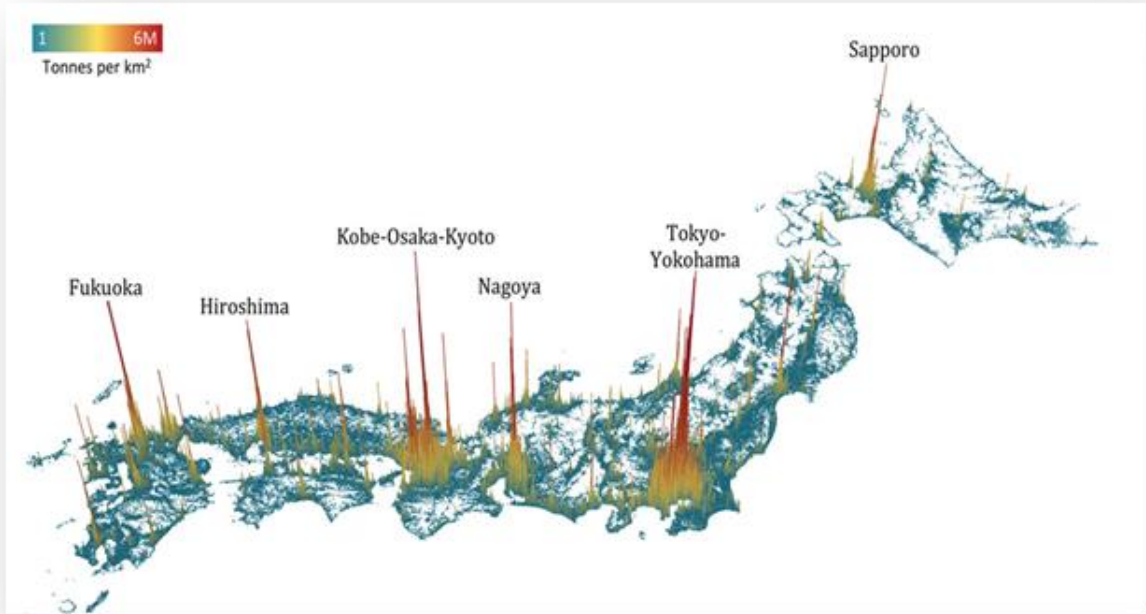 1 6M
Tonnes per km²
Sapporo
Kobe-Osaka-Kyoto
Tokyo-
Yokohama
Fukuoka
Nagoya
Hiroshima